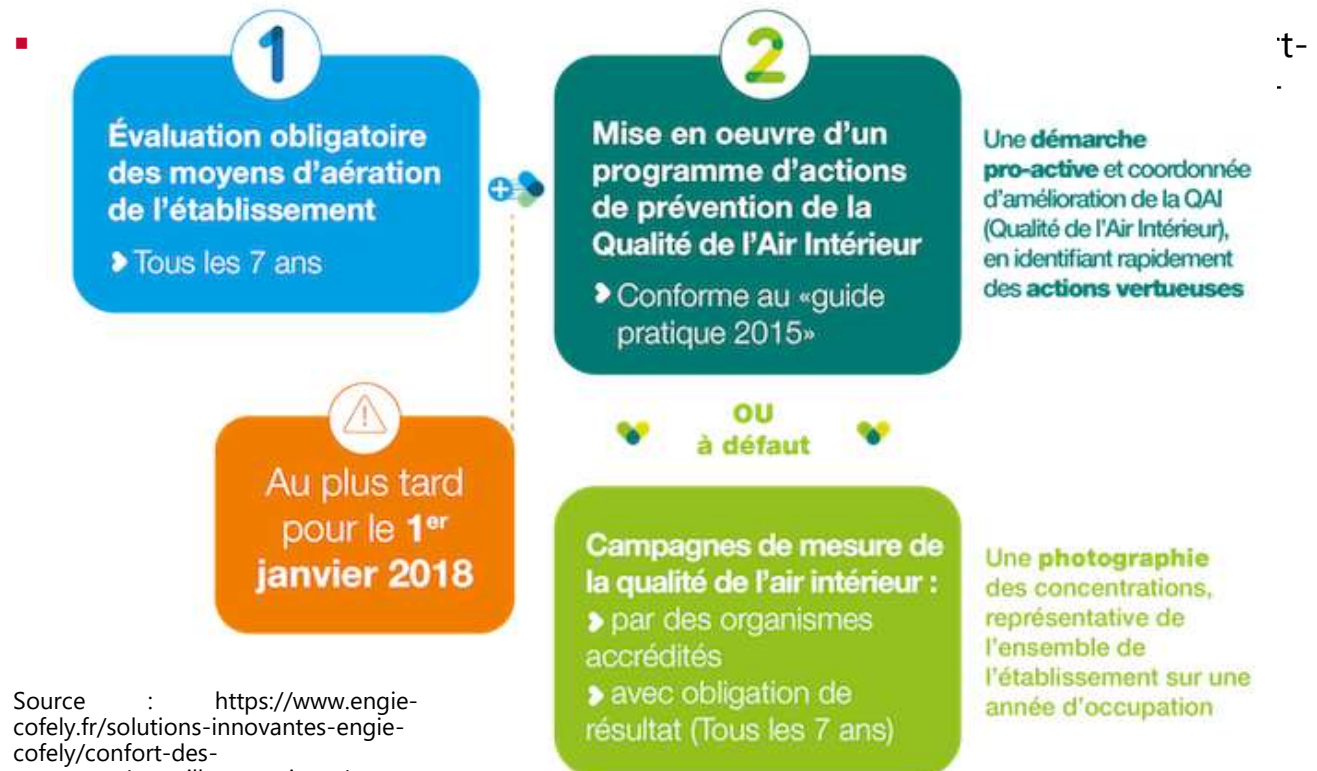 1
Évaluation obligatoire
des moyens d'aération
de l'établissement
Tous les 7 ans
2
Mise en oeuvre d'un
programme d'actions
de prévention de la
Qualité de l'Air Intérieur
Conforme au «guide
pratique 2015»
Une démarche
pro-active et coordonnée
d'amélioration de la QAI
(Qualité de l'Air Intérieur),
en identifiant rapidement
des actions vertueuses
t-
Au plus tard
pour le 1er
janvier 2018
OU
à défaut
Campagnes de mesure de
la qualité de l'air intérieur :
par des organismes
accrédités
avec obligation de
résultat (Tous les 7 ans)
Une photographie
des concentrations,
représentative de
l'ensemble de
l'établissement sur une
année d'occupation
Source : https://www.engie-
cofely.fr/solutions-innovantes-engie-
cofely/confort-des-